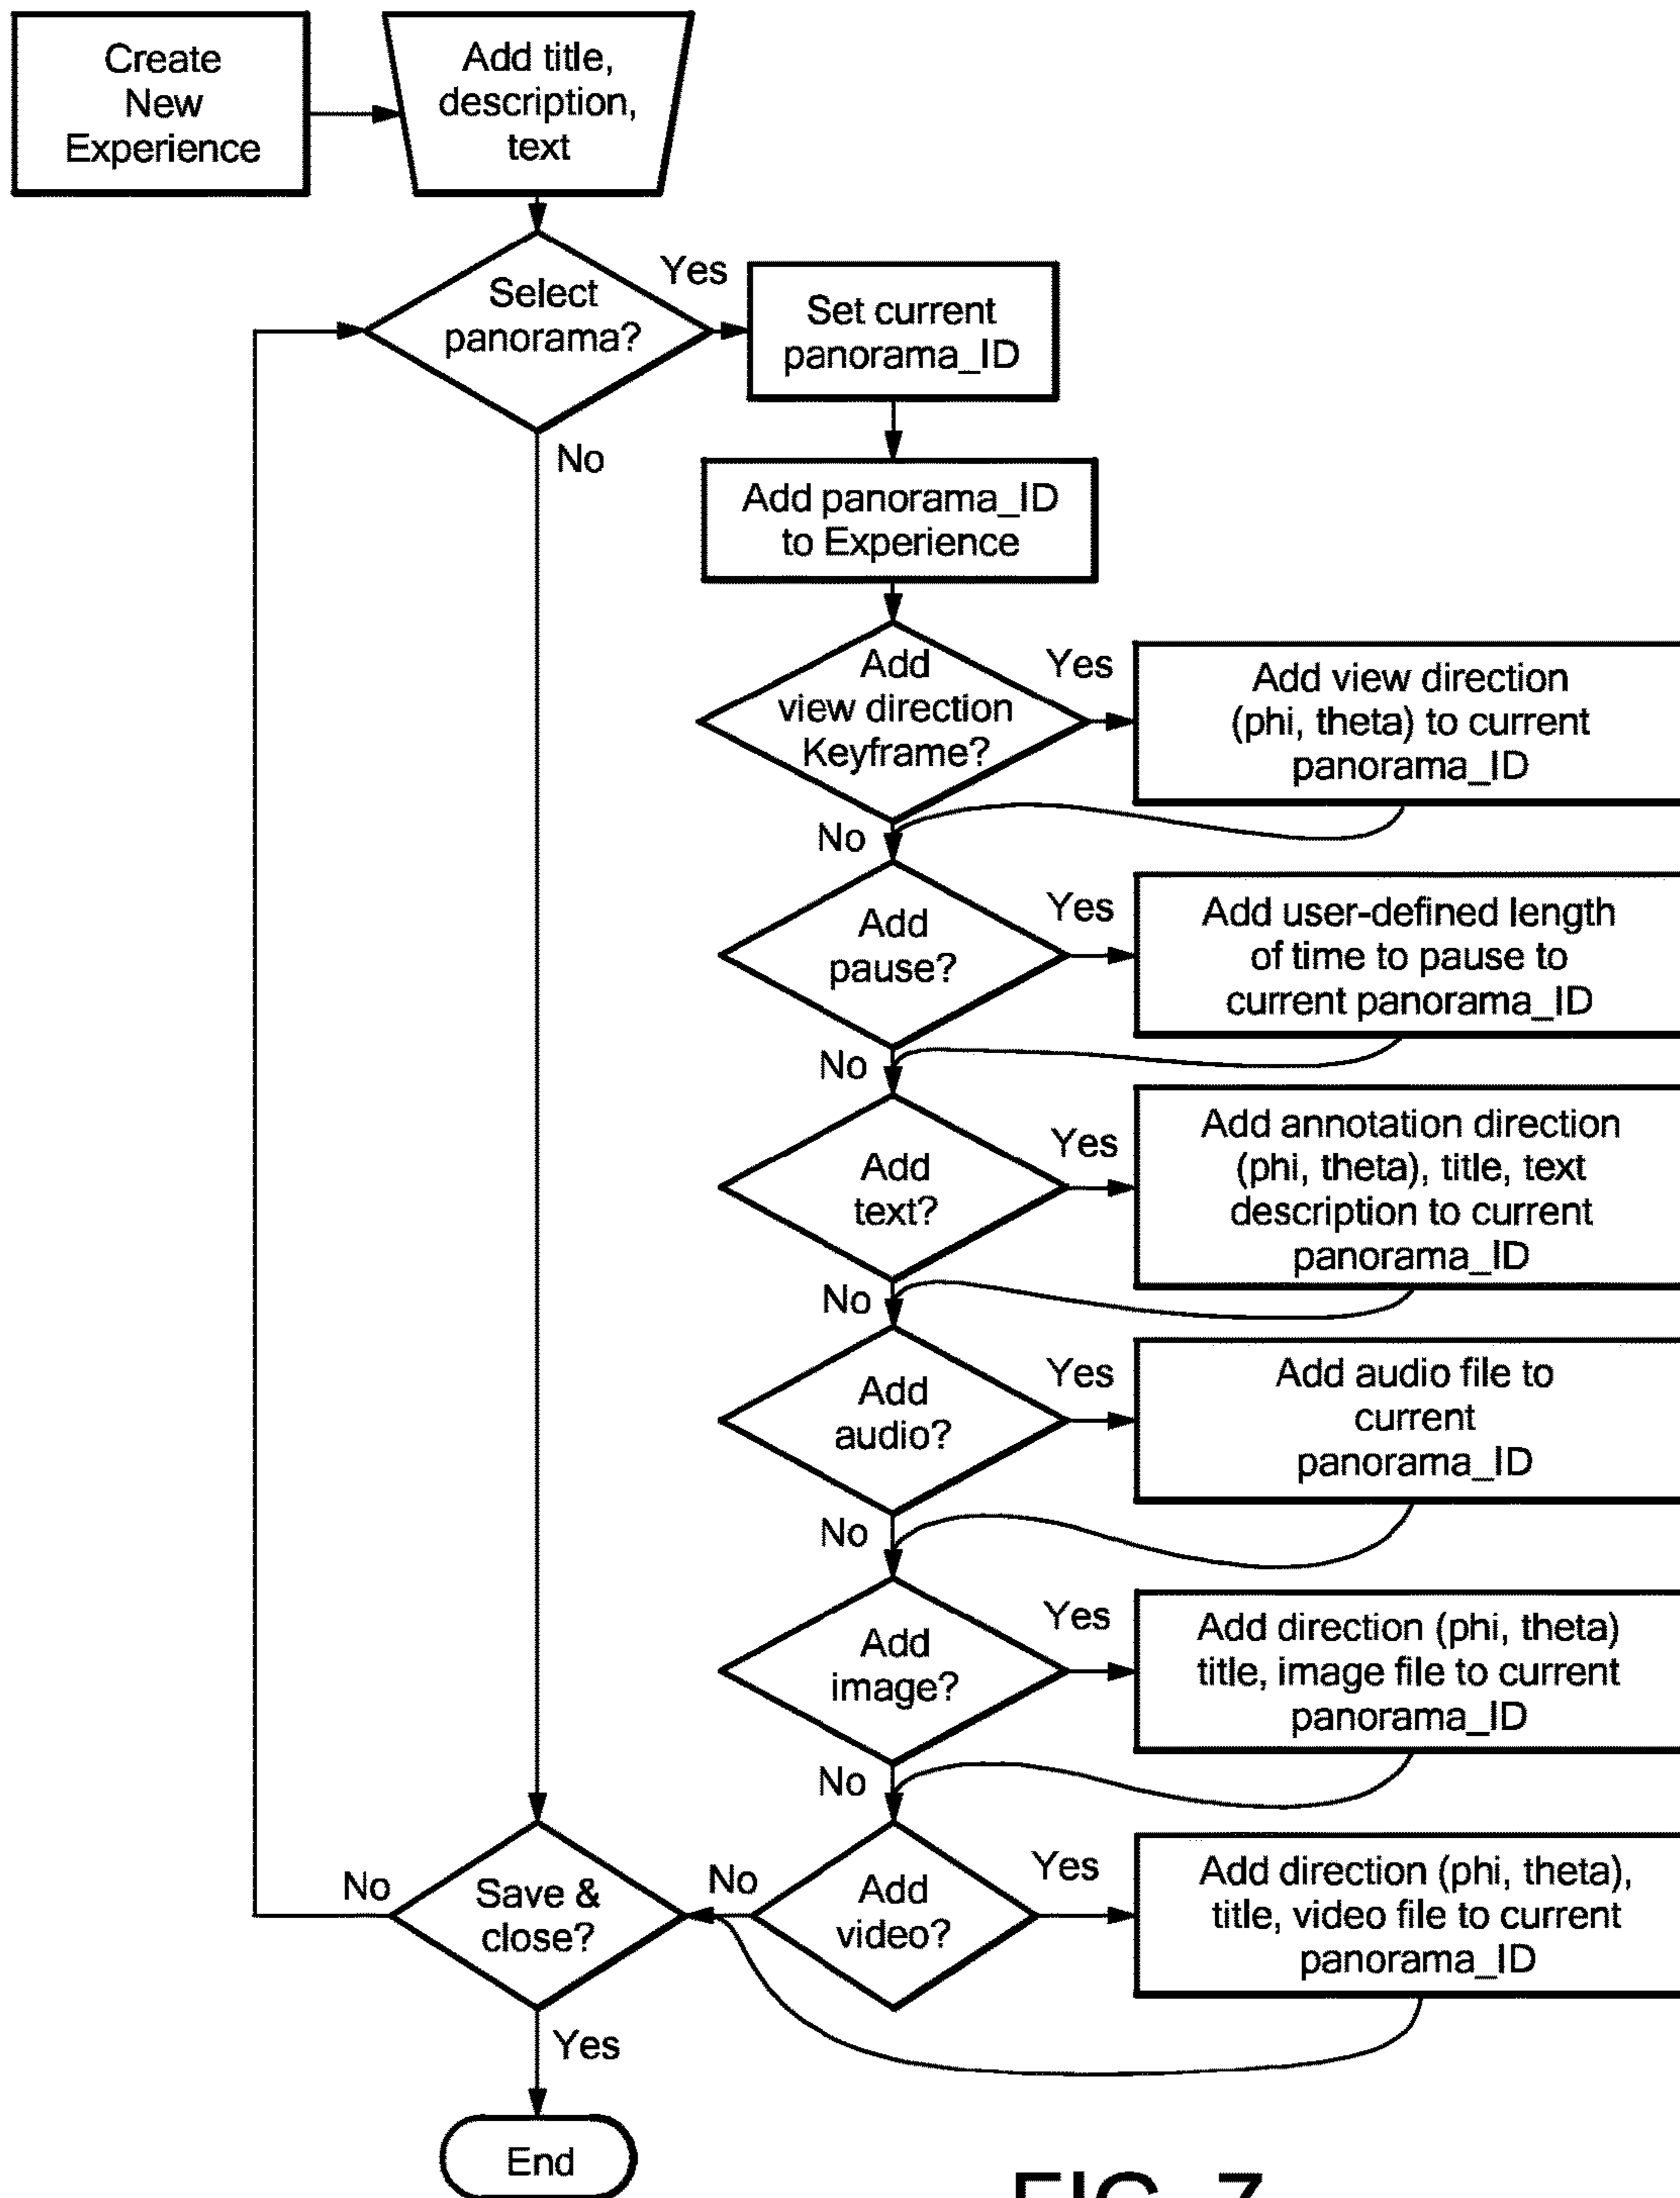 Create
New
Experience
Add title,
description,
text
Select
panorama?
Yes
Set current
panorama_ID
No
Add panorama_ID
to Experience
Add
view direction
Keyframe?
Yes
Add view direction
(phi, theta) to current
panorama_ID
No
Add
pause?
Yes
Add user-defined length
of time to pause to
current panorama_ID
No
Add
text?
Yes
Add annotation direction
(phi, theta), title, text
description to current
panorama_ID
No
Add
audio?
Yes
Add audio file to
current
panorama_ID
No
Add
image?
Yes
Add direction (phi, theta)
title, image file to current
panorama_ID
No
Add
video?
Yes
Add direction (phi, theta),
title, video file to current
panorama_ID
No
Save &
close?
No
Yes
End
FIG. 7